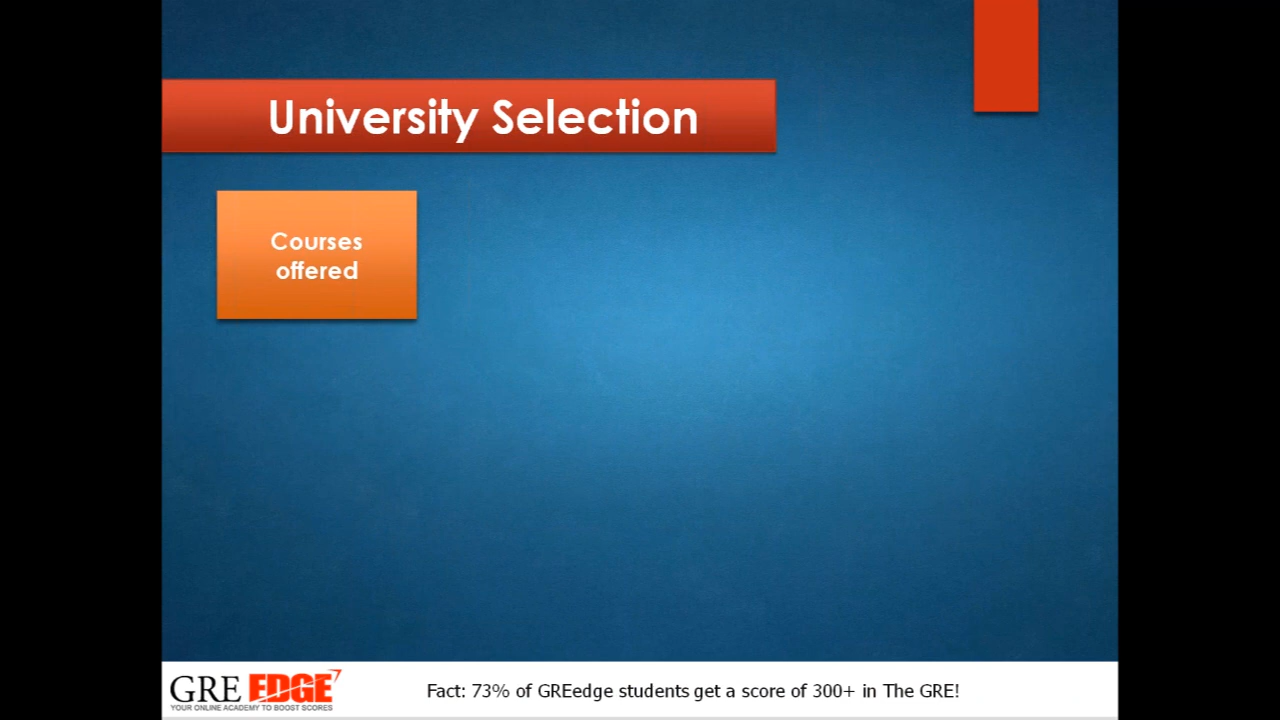 University Selection
Courses
offered
GRE EDGE
YOUR ONLINE ACADEMY TO BOOST SCORES
Fact: 73% of GREedge students get a score of 300+ in The GRE!